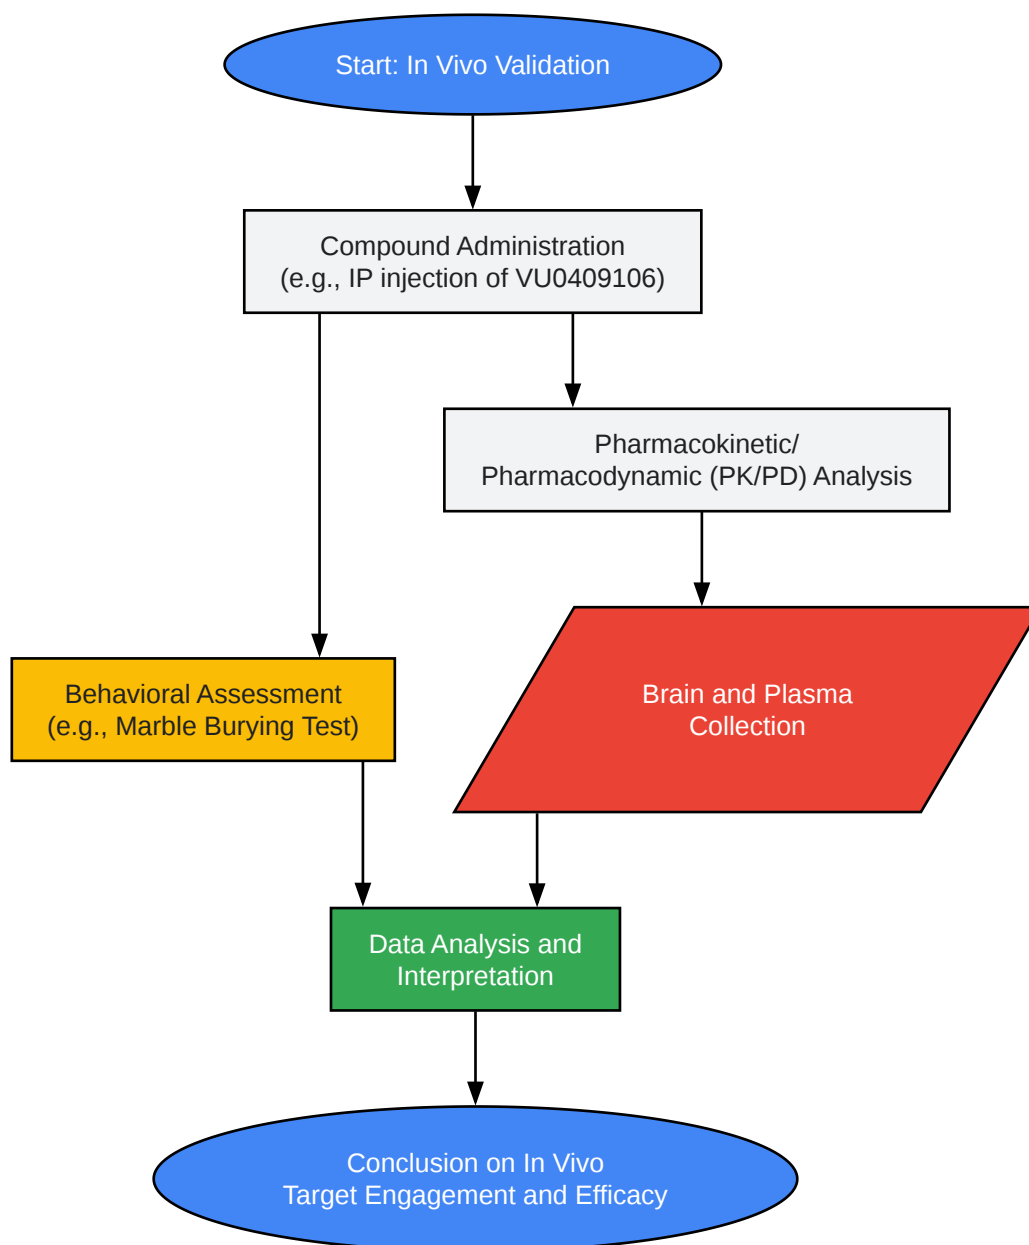 Start: In Vivo Validation
Compound Administration
(e.g., IP injection of VU0409106)
Pharmacokinetic/
Pharmacodynamic (PK/PD) Analysis
Behavioral Assessment
(e.g., Marble Burying Test)
Brain and Plasma
Collection
Data Analysis and
Interpretation
Conclusion on In Vivo
Target Engagement and Efficacy